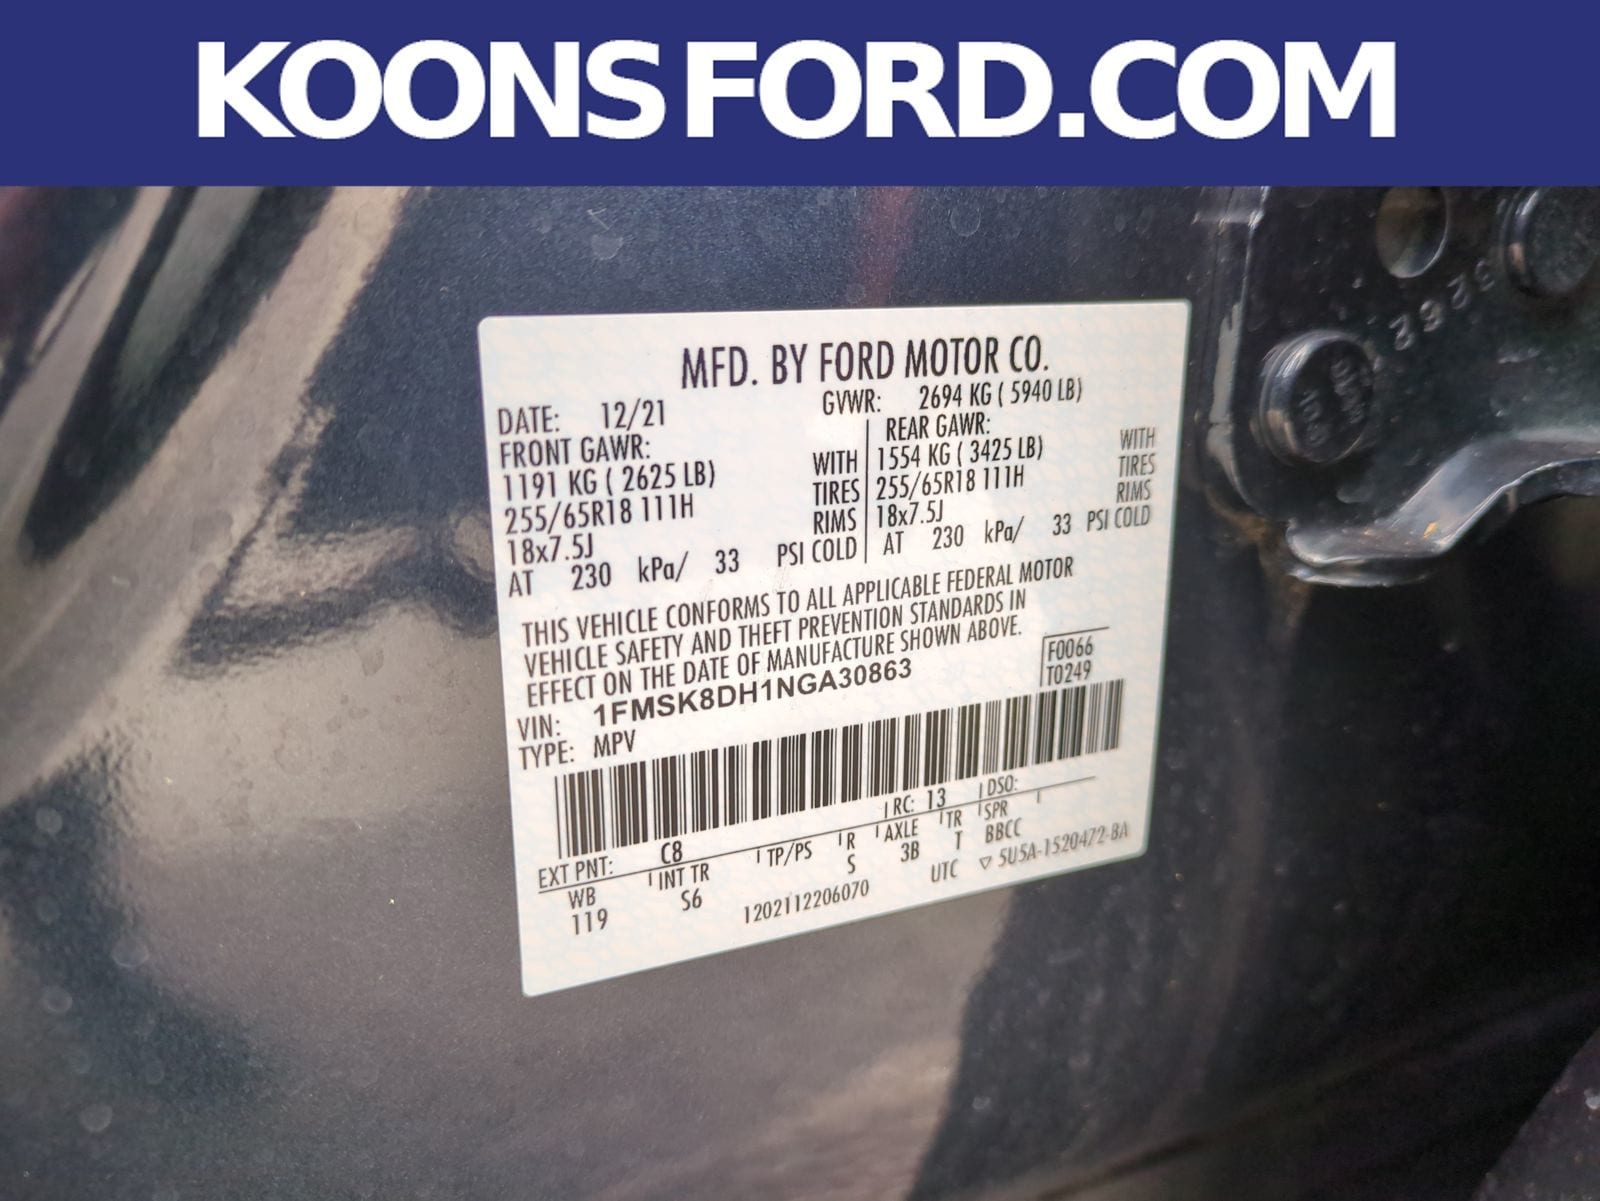 KOONSFORD.COM
MFD. BY FORD MOTOR CO.
DATE: 12/21 GVWR: 2694 KG ( 5940 LB)
FRONT GAWR: REAR GAWR:
1191 KG ( 2625 LB) WITH 1554 KG ( 3425 LB) WITH
255/65R18 111H TIRES 255/65R18 111H TIRES
18x7.5J RIMS 18x7.5J RIMS
AT 230 kPa/ 33 PSI COLD AT 230 kPa/ 33 PSI COLD
THIS VEHICLE CONFORMS TO ALL APPLICABLE FEDERAL MOTOR
VEHICLE SAFETY AND THEFT PREVENTION STANDARDS IN
EFFECT ON THE DATE OF MANUFACTURE SHOWN ABOVE.
F0066
VIN: 1FMSK8DH1NGA30863 T0249
TYPE: MPV
EXT PNT: C8 RC: 13 DSO:
WB INT TR TP/PS R AXLE TR SPR
119 S6 S 3B T BBCC
1202112206070 UTC ▽ 5U5A-1520472-BA